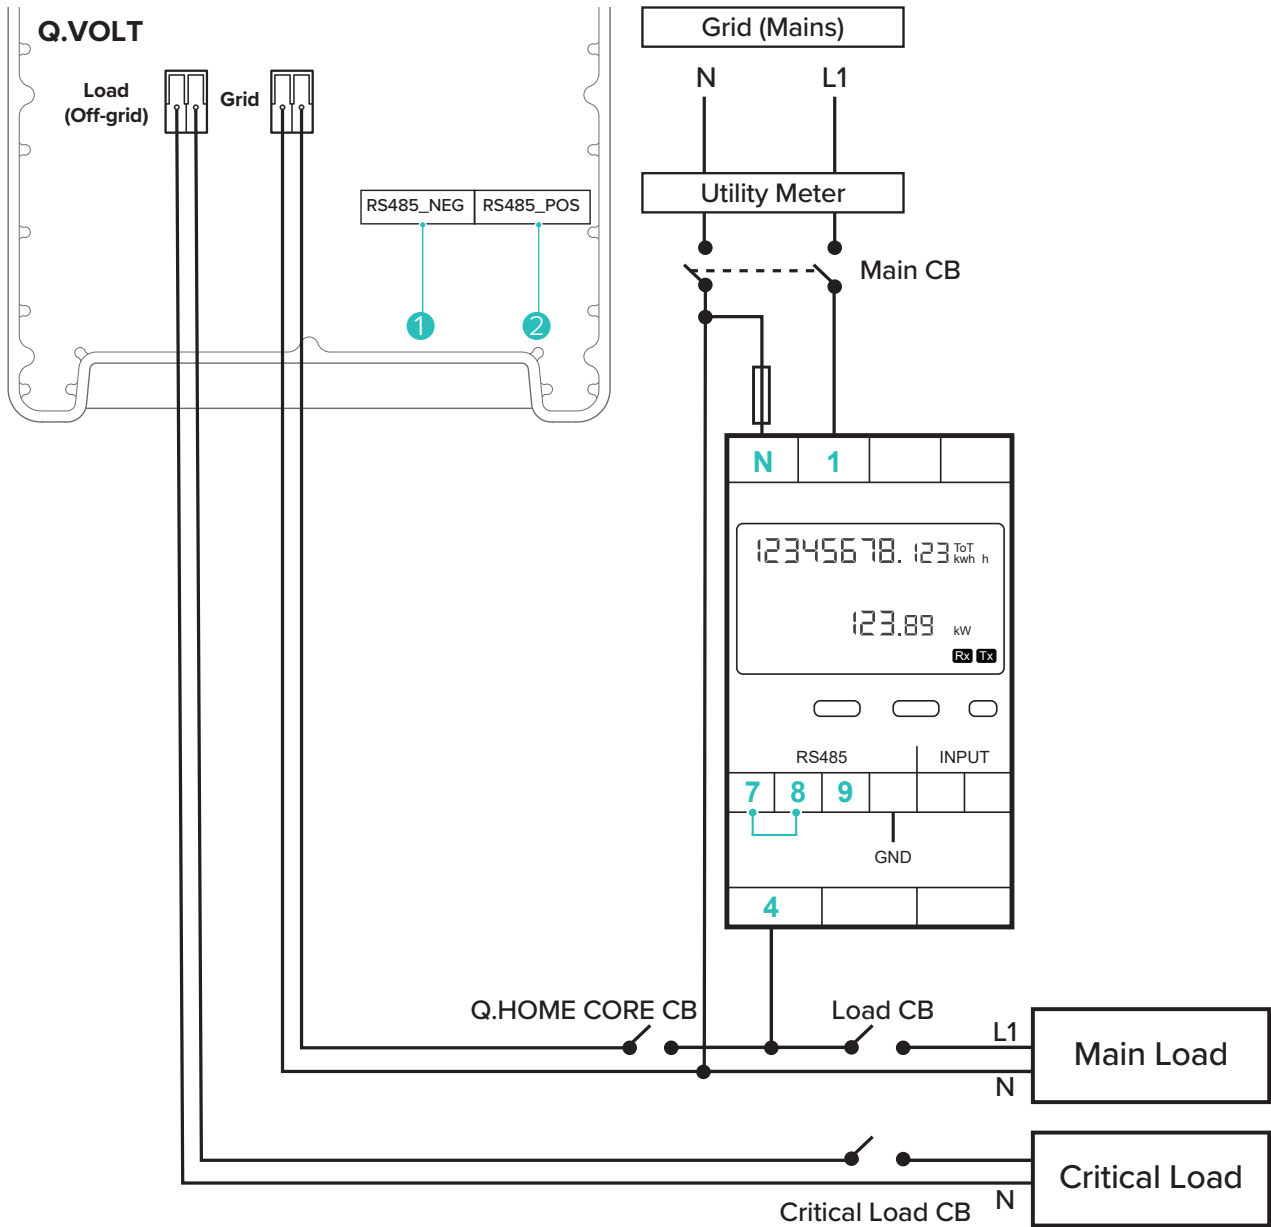 Q.VOLT
Load
(Off-grid)
Grid
RS485_NEG RS485_POS
1 2
Grid (Mains)
N L1
Utility Meter
Main CB
N 1
12345678.123 ToT
kwh h
123.89 kW
Rx Tx
RS485 INPUT
7 8 9
GND
4
Q.HOME CORE CB
Load CB
L1
N
Main Load
Critical Load CB
N
Critical Load